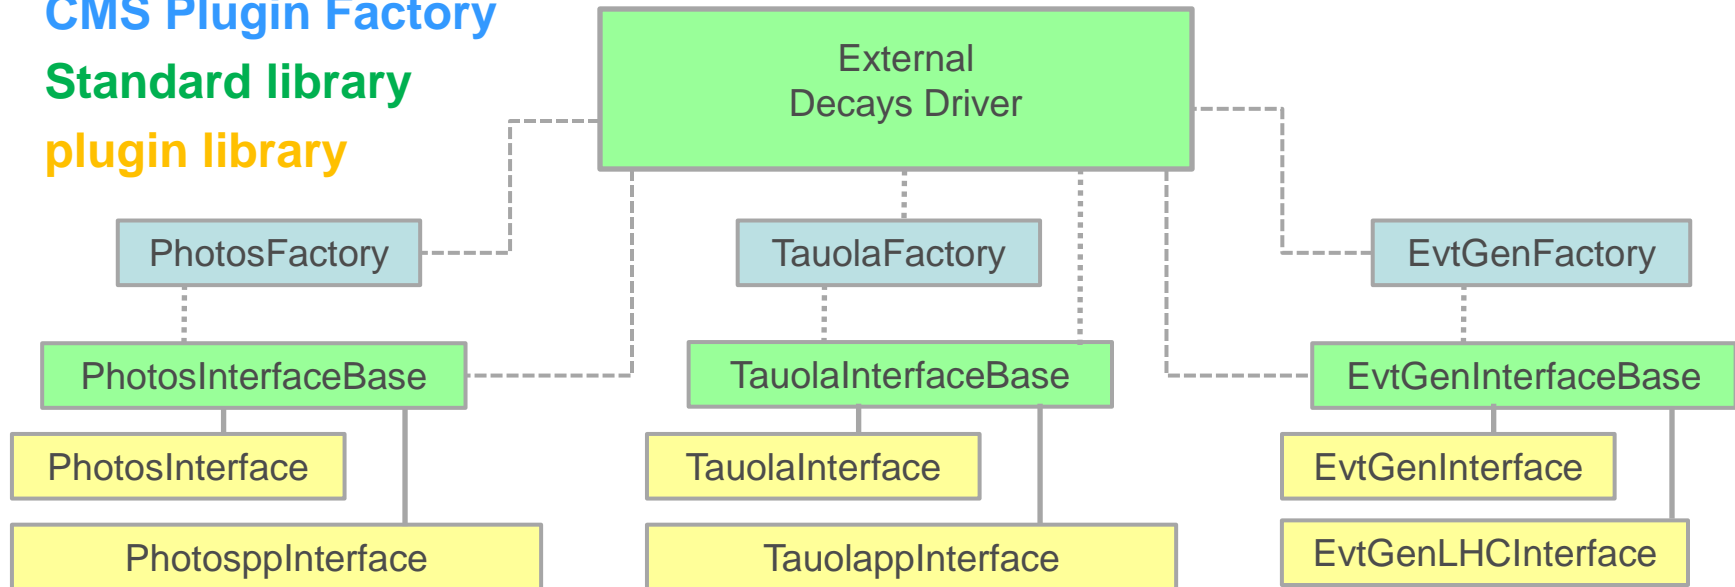 CMS Plugin Factory
Standard library
plugin library
External
Decays Driver
PhotosFactory
TauolaFactory
EvtGenFactory
PhotosInterfaceBase
TauolaInterfaceBase
EvtGenInterfaceBase
PhotosInterface
TauolaInterface
EvtGenInterface
PhotosppInterface
TauolappInterface
EvtGenLHCInterface